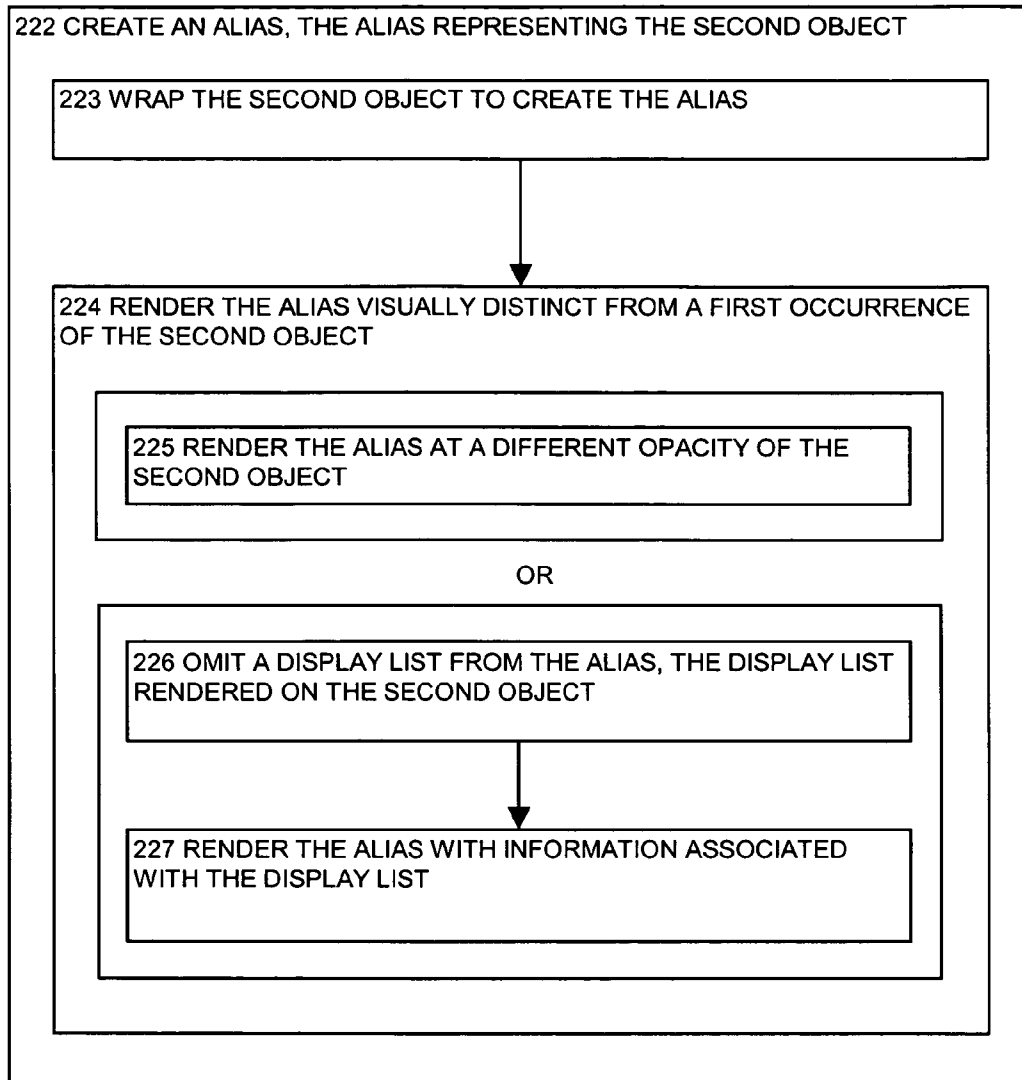 222 CREATE AN ALIAS, THE ALIAS REPRESENTING THE SECOND OBJECT
223 WRAP THE SECOND OBJECT TO CREATE THE ALIAS
224 RENDER THE ALIAS VISUALLY DISTINCT FROM A FIRST OCCURRENCE
OF THE SECOND OBJECT
225 RENDER THE ALIAS AT A DIFFERENT OPACITY OF THE
SECOND OBJECT
OR
226 OMIT A DISPLAY LIST FROM THE ALIAS, THE DISPLAY LIST
RENDERED ON THE SECOND OBJECT
227 RENDER THE ALIAS WITH INFORMATION ASSOCIATED
WITH THE DISPLAY LIST